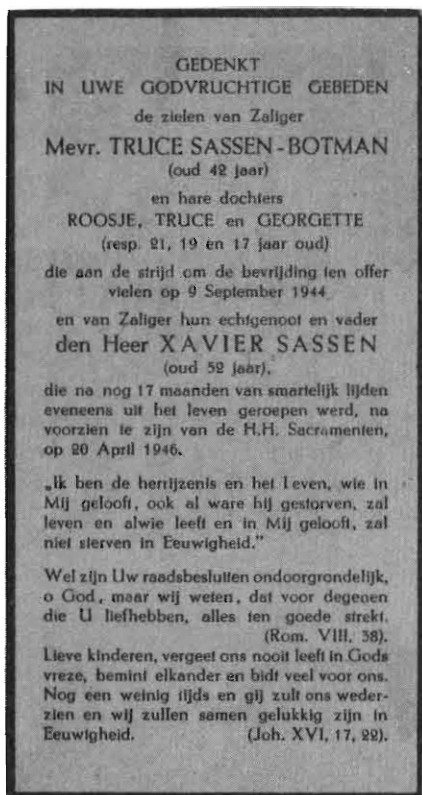 GEDENKT
IN UWE GODVRUCHTIGE GEBEDEN
de zielen van Zaliger
Mevr. TRUCE SASSEN-BOTMAN
(oud 42 jaar)
en hare dochters
ROOSJE, TRUCE en GEORGETTE
(resp. 21, 19 en 17 jaar oud)
die aan de strijd om de bevrijding ten offer
vielen op 9 September 1944
en van Zaliger hun echtgenoot en vader
den Heer XAVIER SASSEN
(oud 52 jaar),
die na nog 17 maanden van smartelijk lijden
eveneens uit het leven geroepen werd, na
voorzien te zijn van de H.H. Sacramenten,
op 20 April 1946.
„Ik ben de herrijzenis en het Leven, wie in
Mij gelooft, ook al ware hij gestorven, zal
leven en alwie leeft en in Mij gelooft, zal
niet sterven in Eeuwigheid.”
Wel zijn Uw raadsbesluiten ondoorgrondelijk,
o God, maar wij weten, dat voor degenen
die U liefhebben, alles ten goede strekt.
(Rom. VIII, 38).
Lieve kinderen, vergeet ons nooit leeft in Gods
vreze, bemint elkander en bidt veel voor ons.
Nog een weinig tijds en gij zult ons weder-
zien en wij zullen samen gelukkig zijn in
Eeuwigheid. (Joh. XVI, 17, 22).